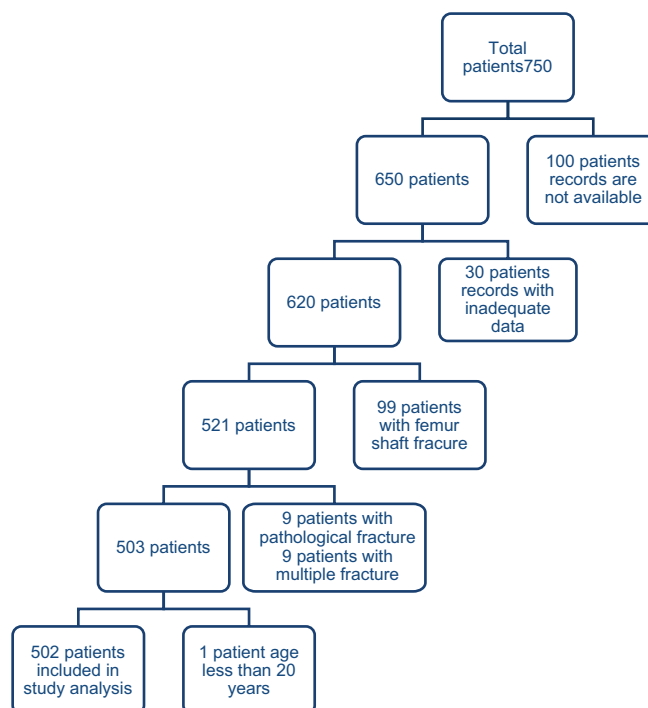 Total
patients750
650 patients
100 patients
records are
not available
620 patients
30 patients
records with
inadequate
data
521 patients
99 patients
with femur
shaft fracure
503 patients
9 patients with
pathological fracture
9 patients with
multiple fracture
502 patients
included in
study analysis
1 patient age
less than 20
years